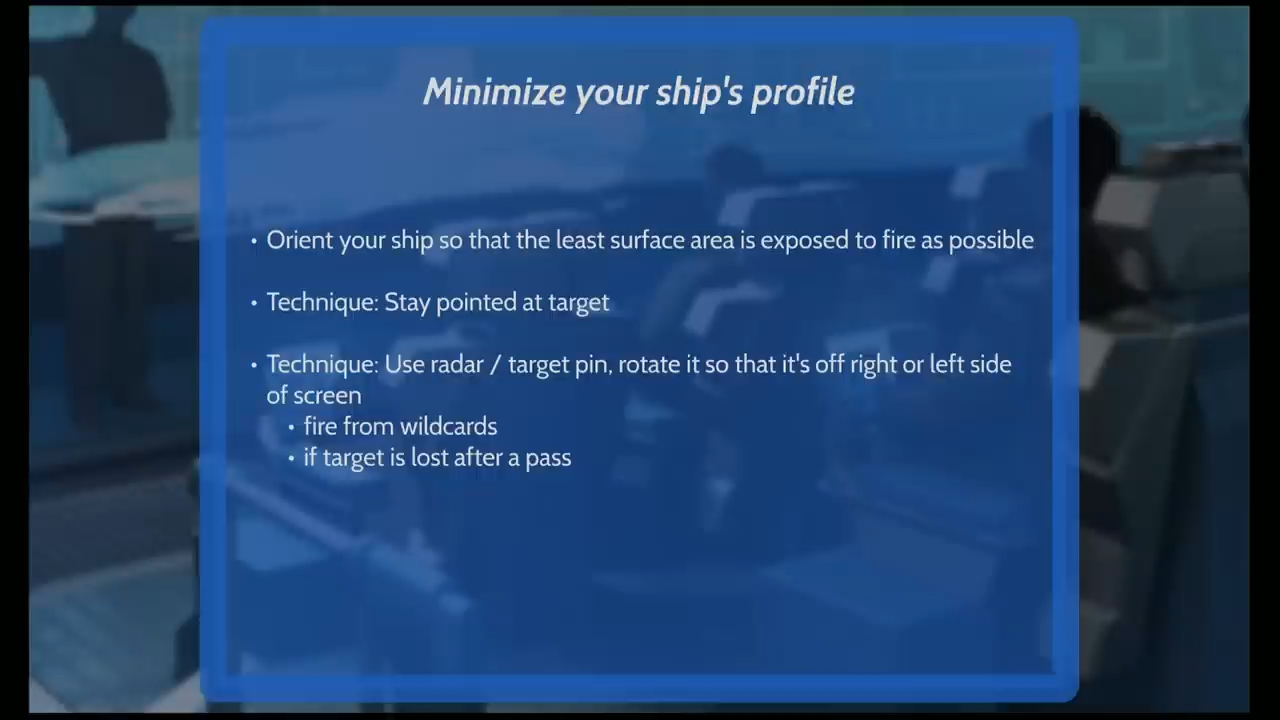 Minimize your ship's profile
• Orient your ship so that the least surface area is exposed to fire as possible
• Technique: Stay pointed at target
• Technique: Use radar / target pin, rotate it so that it's off right or left side
of screen
• fire from wildcards
• if target is lost after a pass